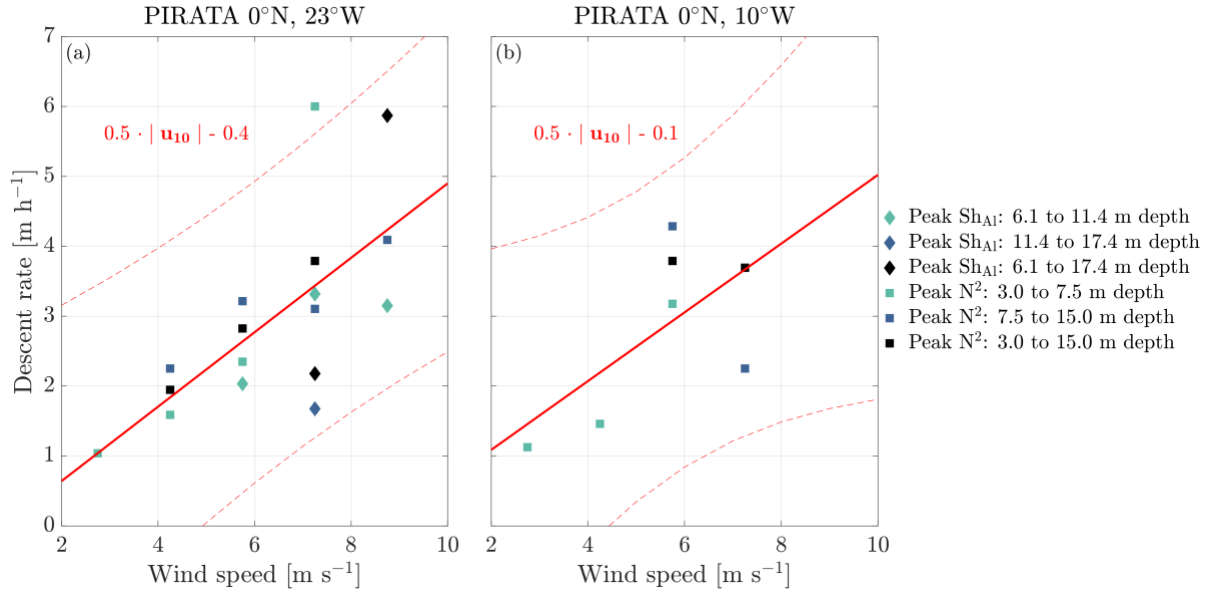 PIRATA 0°N, 23°W
PIRATA 0°N, 10°W
(a)
(b)
0.5 · | u₁₀ | - 0.4
0.5 · | u₁₀ | - 0.1
7
6
5
4
3
2
1
0
Descent rate [m h⁻¹]
2 4 6 8 10
2 4 6 8 10
Wind speed [m s⁻¹]
Wind speed [m s⁻¹]
Peak Sh_Al: 6.1 to 11.4 m depth
Peak Sh_Al: 11.4 to 17.4 m depth
Peak Sh_Al: 6.1 to 17.4 m depth
Peak N²: 3.0 to 7.5 m depth
Peak N²: 7.5 to 15.0 m depth
Peak N²: 3.0 to 15.0 m depth